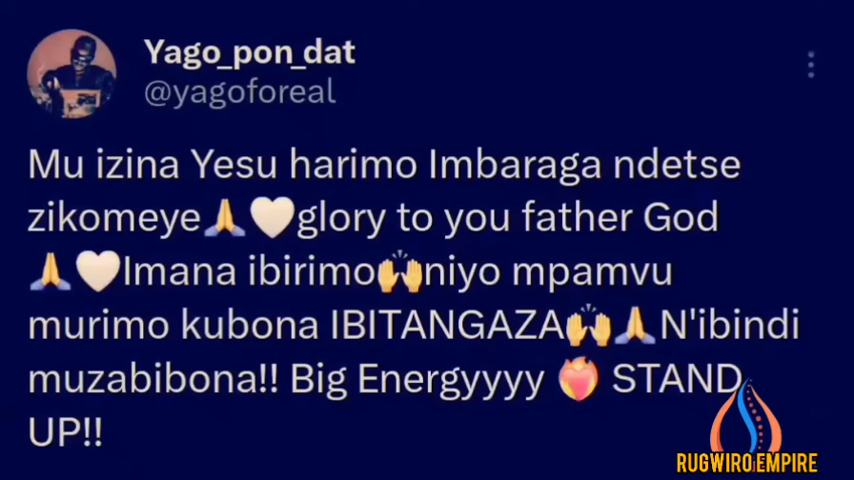 Yago_pon_dat
@yagoforeal
Mu izina Yesu harimo Imbaraga ndetse
zikomeye🙏🤍glory to you father God
🙏🤍Imana ibirimo🙌niyo mpamvu
murimo kubona IBITANGAZA🙌🙏N'ibindi
muzabibona!! Big Energyyyy ❤️‍🔥 STAND
UP!!
RUGWIRO EMPIRE